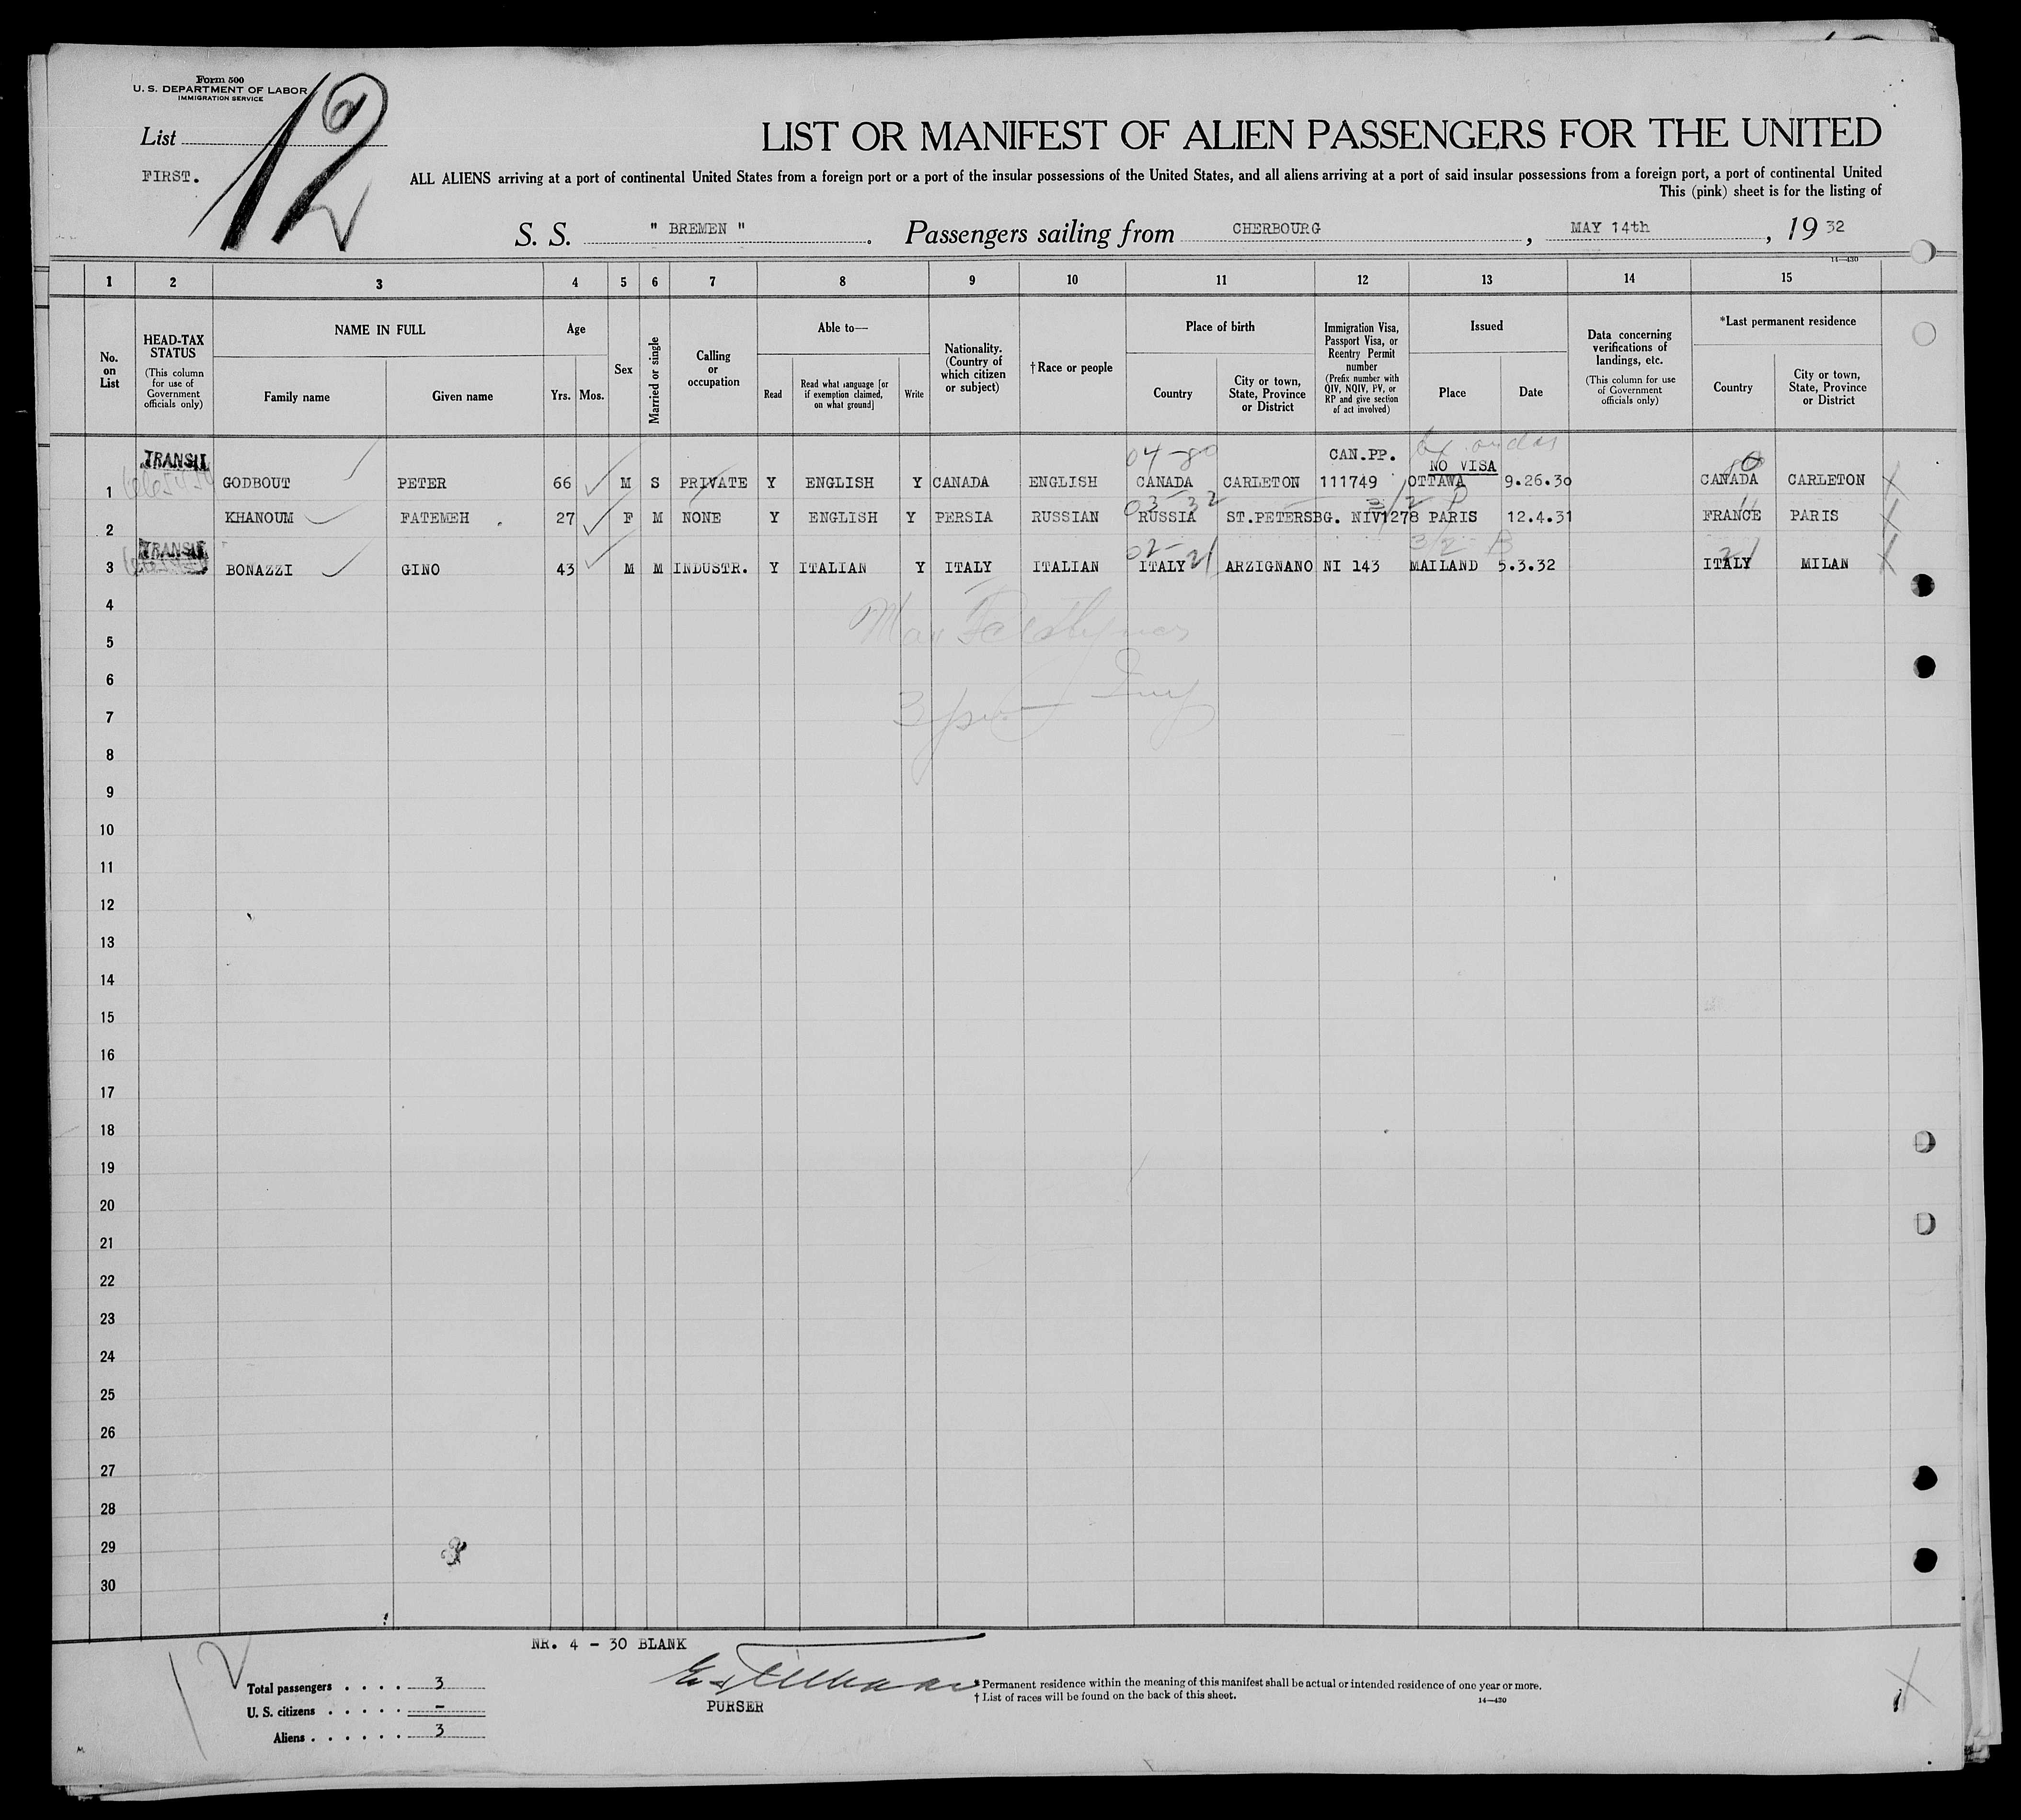 Form 500
U. S. DEPARTMENT OF LABOR
IMMIGRATION SERVICE
List
12
a
FIRST.
LIST OR MANIFEST OF ALIEN PASSENGERS FOR THE UNITED
ALL ALIENS arriving at a port of continental United States from a foreign port or a port of the insular possessions of the United States, and all aliens arriving at a port of said insular possessions from a foreign port, a port of continental United
This (pink) sheet is for the listing of
S. S. " BREMEN ". Passengers sailing from CHERBOURG, MAY 14th, 19 32
14—430
1 2 3 4 5 6 7 8 9 10 11 12 13 14 15
No. on List
HEAD-TAX STATUS (This column for use of Government officials only)
NAME IN FULL
Family name Given name
Age
Yrs. Mos.
Sex
Married or single
Calling or occupation
Able to—
Read Read what language [or if exemption claimed, on what ground] Write
Nationality. (Country of which citizen or subject)
†Race or people
Place of birth
Country City or town, State, Province or District
Immigration Visa, Passport Visa, or Reentry Permit number (Prefix number with QIV, NQIV, PV, or RP and give section of act involved)
Issued
Place Date
Data concerning verifications of landings, etc. (This column for use of Government officials only)
*Last permanent residence
Country City or town, State, Province or District
TRANSIT 04-80 CAN.PP. NO VISA
1 GODBOUT PETER 66 M S PRIVATE Y ENGLISH Y CANADA ENGLISH CANADA CARLETON 111749 OTTAWA 9.26.30 CANADA CARLETON
03-32 3/2 P
2 KHANOUM FATEMEH. 27 F M NONE Y ENGLISH Y PERSIA RUSSIAN RUSSIA ST.PETERSBG. NIV1278 PARIS 12.4.31 FRANCE PARIS
TRANSIT 02-21 3/2 - B 21
3 BONAZZI GINO 43 M M INDUSTR. Y ITALIAN Y ITALY ITALIAN ITALY ARZIGNANO NI 143 MAILAND 5.3.32 ITALY MILAN
4
5
6
7
8
9
10
11
12
13
14
15
16
17
18
19
20
21
22
23
24
25
26
27
28
29
30
NR. 4 - 30 BLANK
Total passengers . . . . 3
U. S. citizens . . . . . -
Aliens . . . . . . 3
PURSER
* Permanent residence within the meaning of this manifest shall be actual or intended residence of one year or more.
† List of races will be found on the back of this sheet.
14—430